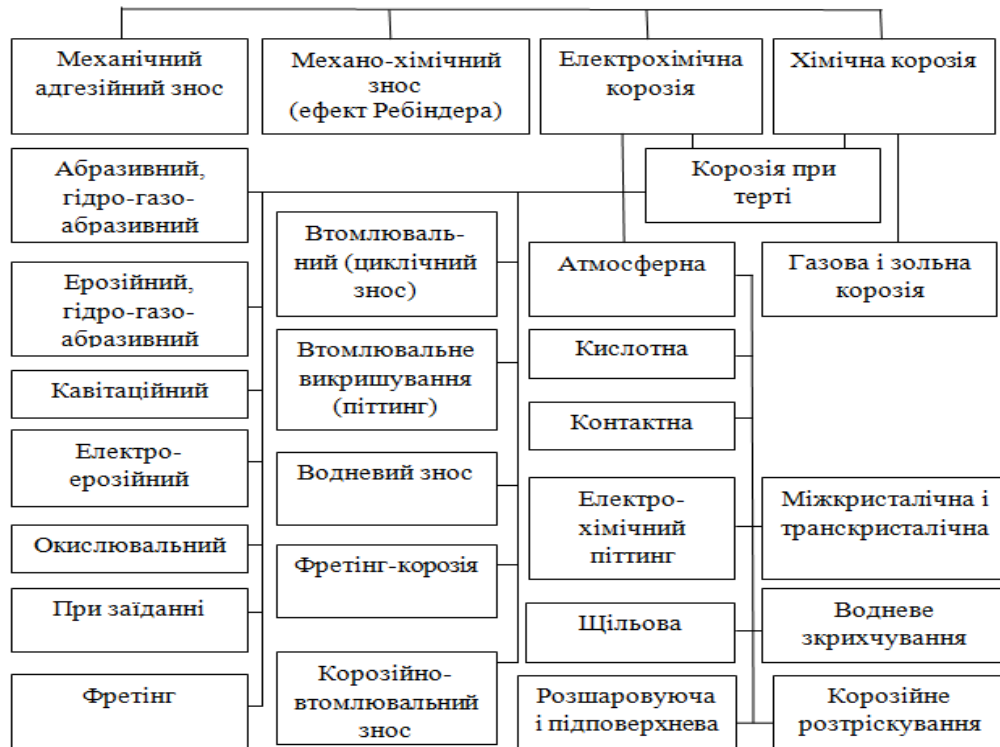 Механічний
адгезійний знос
Механо-хімічний
знос
(ефект Ребіндера)
Електрохімічна
корозія
Хімічна корозія
Абразивний,
гідро-газо-
абразивний
Корозія при
терті
Втомлюваль-
ний (циклічний
знос)
Атмосферна
Газова і зольна
корозія
Ерозійний,
гідро-газо-
абразивний
Втомлювальне
викришування
(піттинг)
Кислотна
Кавітаційний
Контактна
Електро-
ерозійний
Водневий знос
Електро-
хімічний
піттинг
Міжкристалічна і
транскристалічна
Окислювальний
Фретінг-корозія
При заїданні
Щільова
Водневе
зкрихчування
Фретінг
Корозійно-
втомлювальний
знос
Розшаровуюча
і підповерхнева
Корозійне
розтріскування